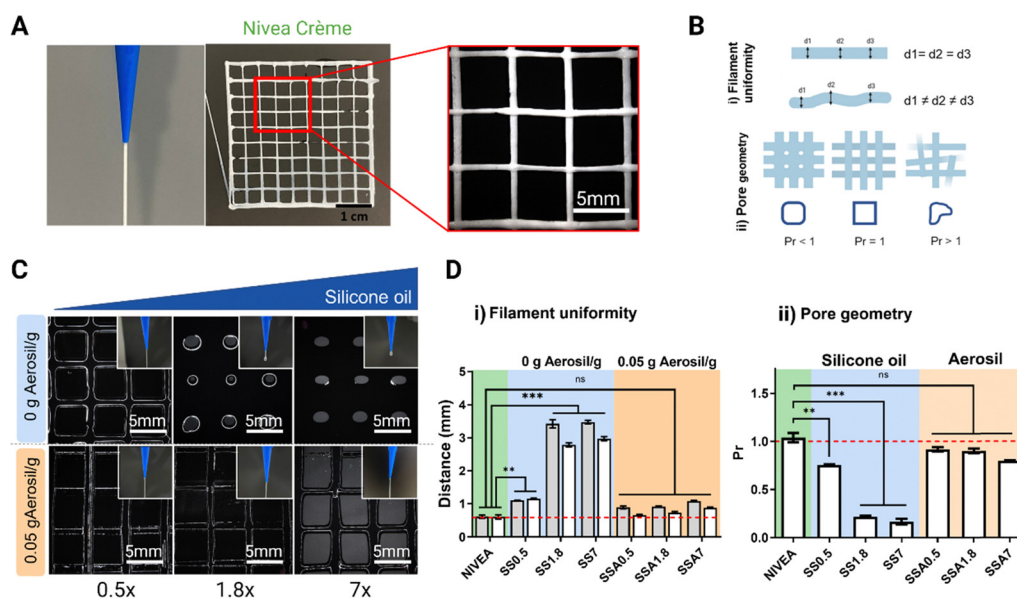 A
Nivea Crème
1 cm
5mm
B
i) Filament uniformity
d1 d2 d3
d1= d2 = d3
d1 d2 d3
d1 ≠ d2 ≠ d3
ii) Pore geometry
Pr < 1 Pr = 1 Pr > 1
C
Silicone oil
0 g Aerosil/g
5mm 5mm 5mm
0.05 gAerosil/g
5mm 5mm 5mm
0.5x 1.8x 7x
D
i) Filament uniformity
0 g Aerosil/g 0.05 g Aerosil/g
Distance (mm)
5
4
3
2
1
0
ns
***
**
NIVEA SS0.5 SS1.8 SS7 SSA0.5 SSA1.8 SSA7
ii) Pore geometry
Silicone oil Aerosil
Pr
1.5
1.0
0.5
0.0
ns
***
**
NIVEA SS0.5 SS1.8 SS7 SSA0.5 SSA1.8 SSA7